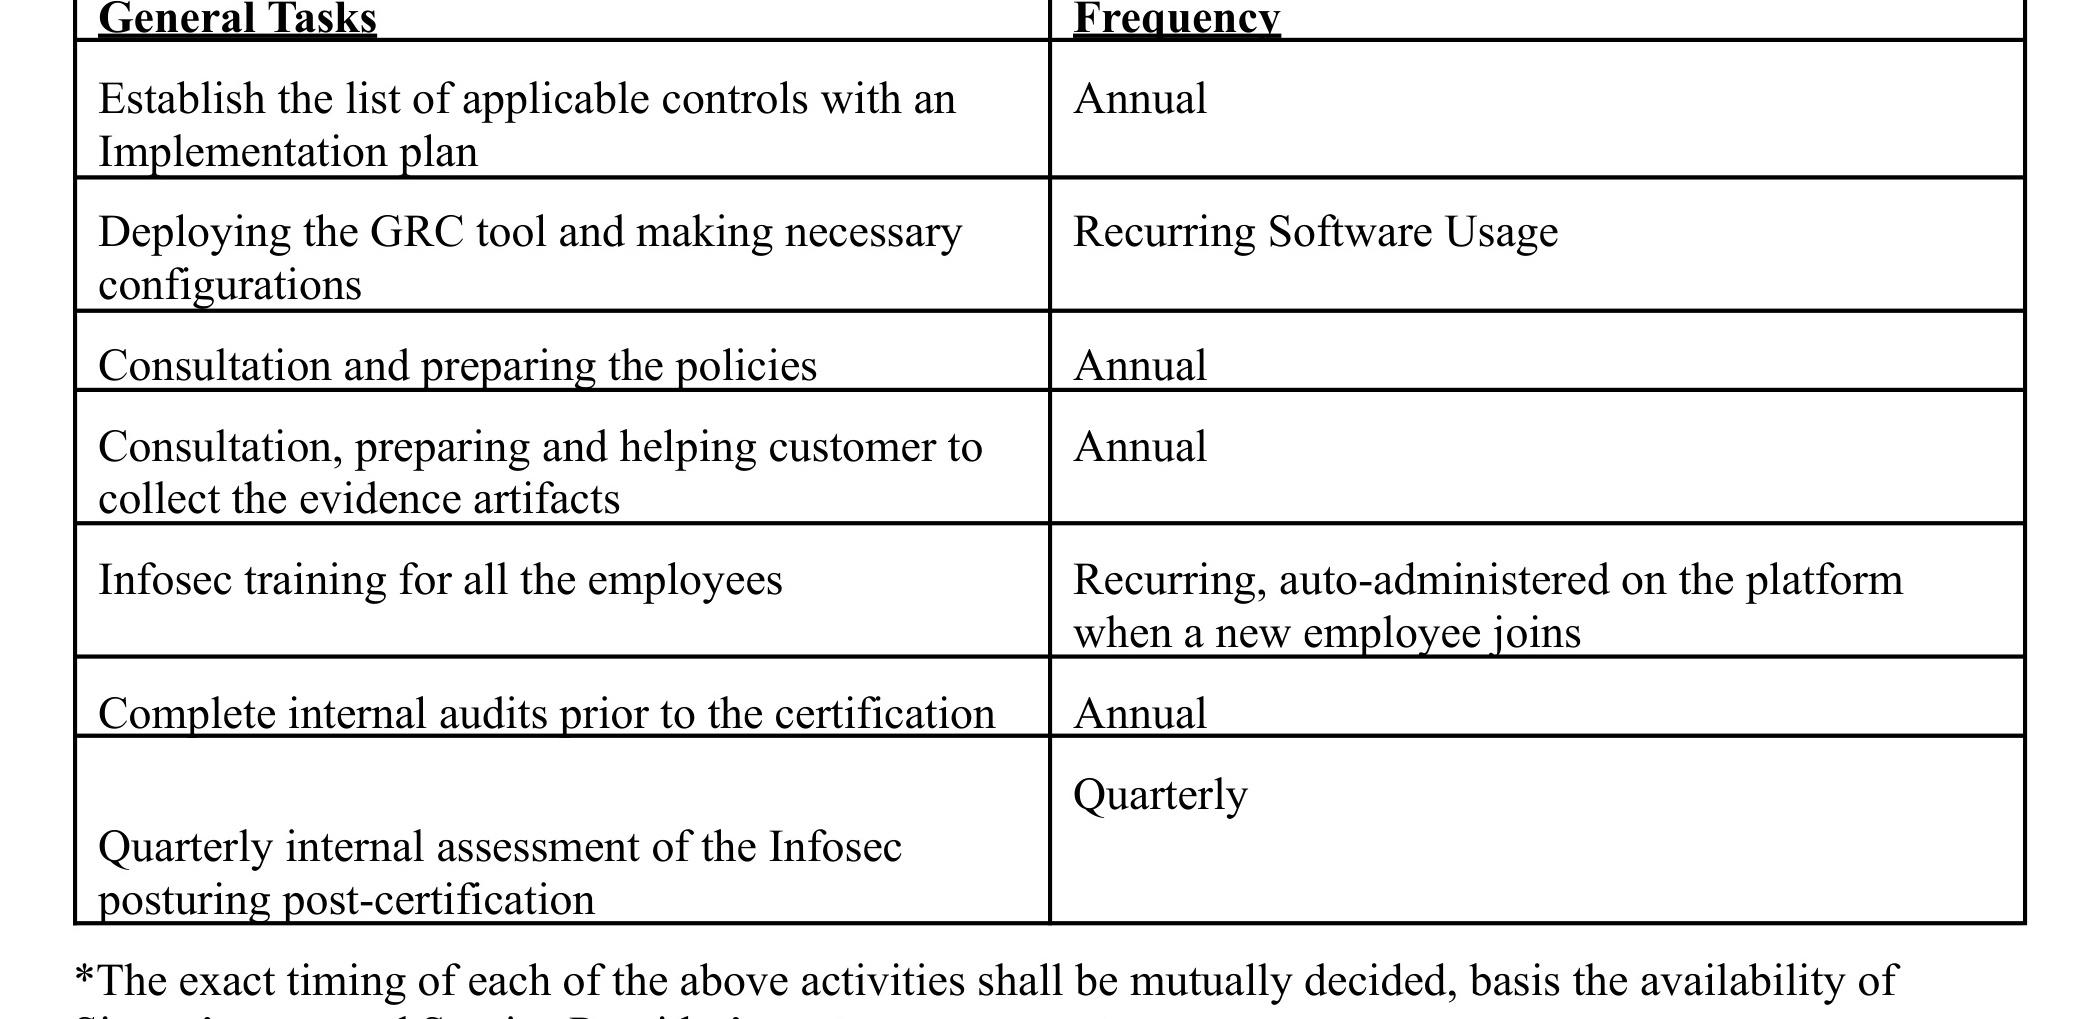 General Tasks Frequency
Establish the list of applicable controls with an Annual
Implementation plan
Deploying the GRC tool and making necessary Recurring Software Usage
configurations
Consultation and preparing the policies Annual
Consultation, preparing and helping customer to Annual
collect the evidence artifacts
Infosec training for all the employees Recurring, auto-administered on the platform
when a new employee joins
Complete internal audits prior to the certification Annual
Quarterly
Quarterly internal assessment of the Infosec
posturing post-certification
*The exact timing of each of the above activities shall be mutually decided, basis the availability of